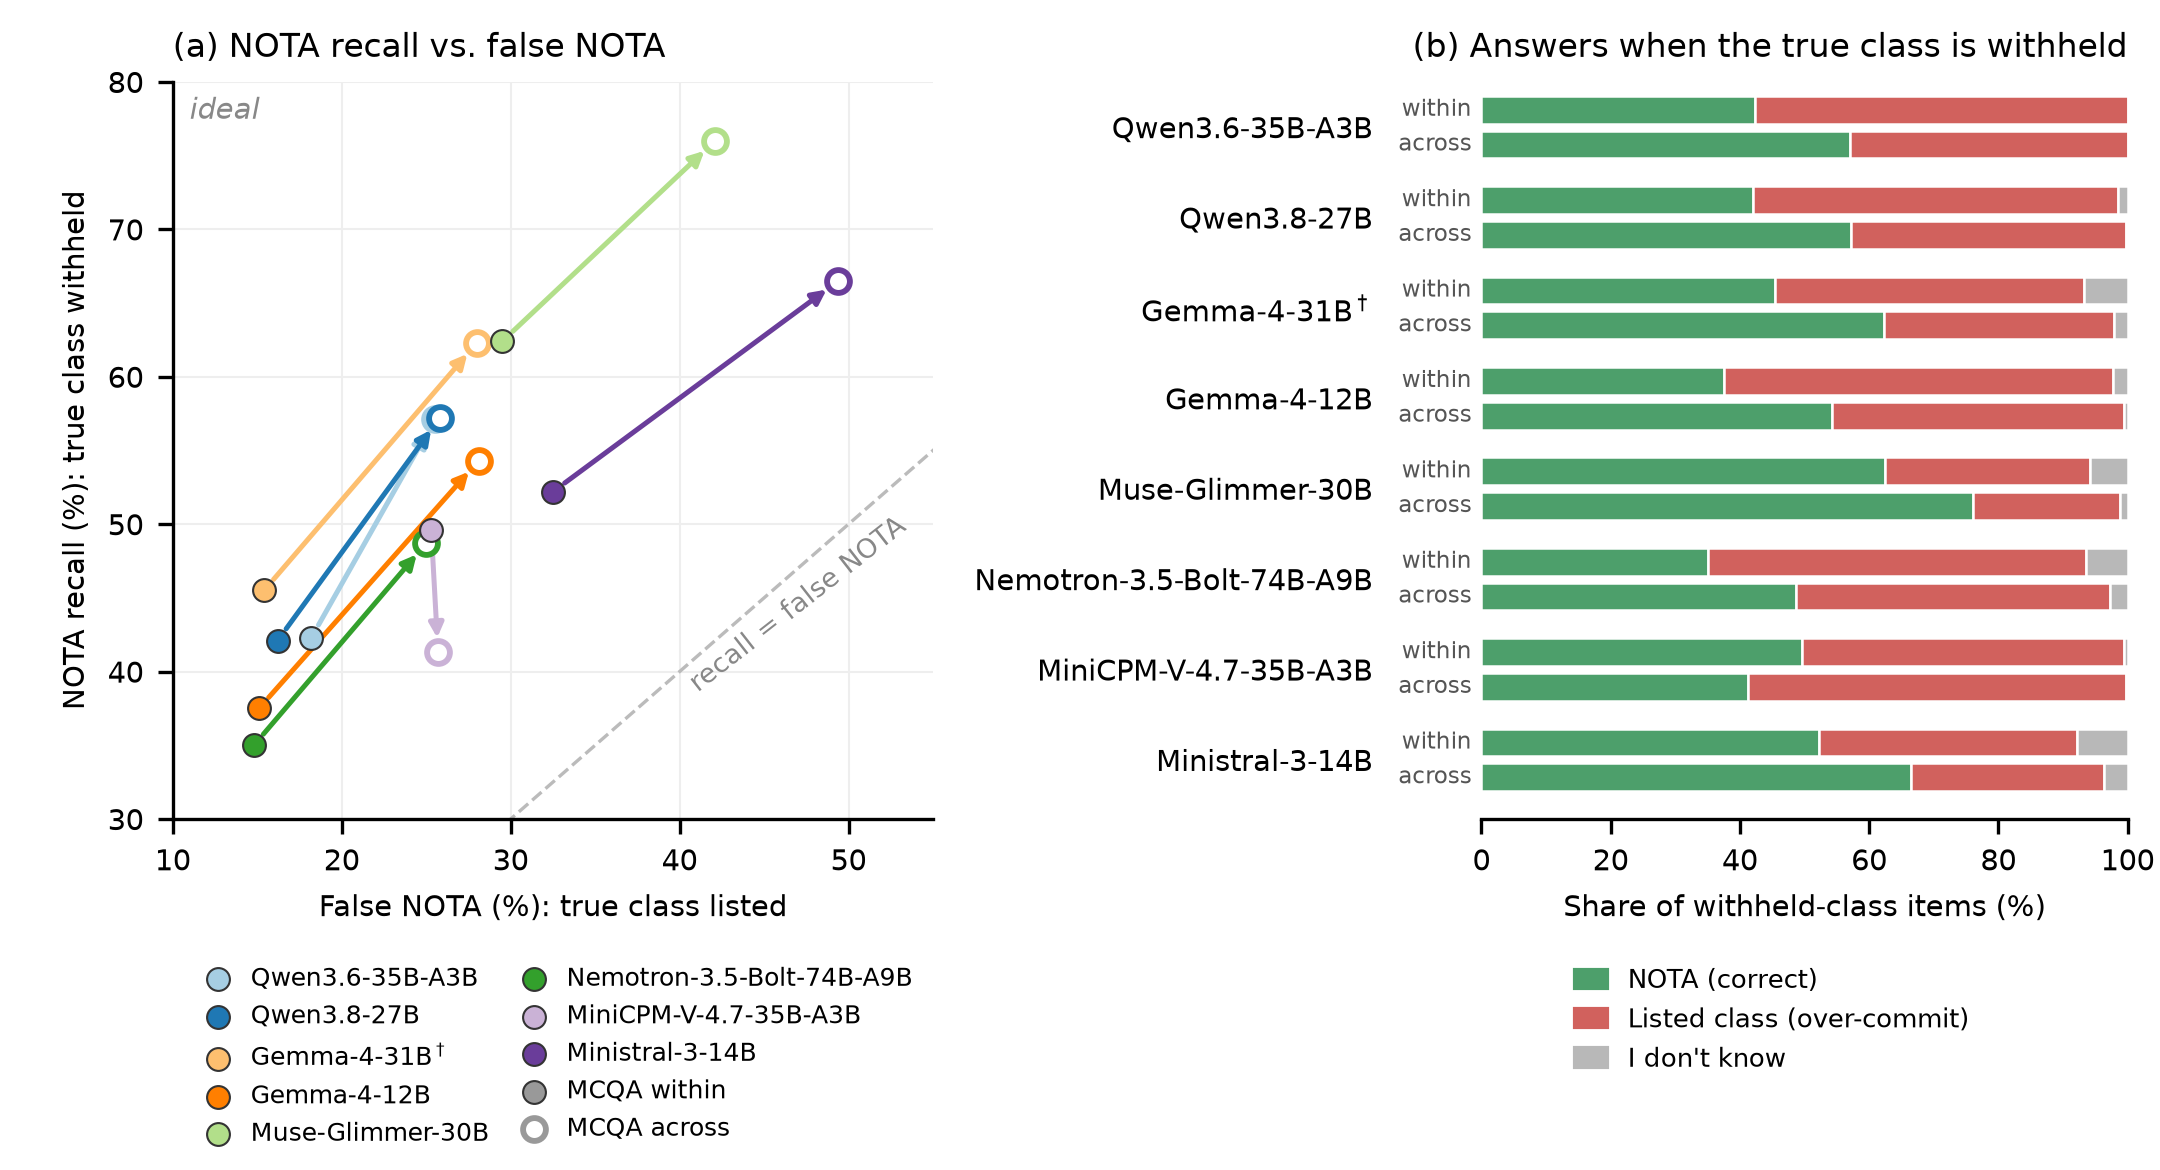 (a) NOTA recall vs. false NOTA
ideal
80
70
60
50
40
30
NOTA recall (%): true class withheld
recall = false NOTA
10 20 30 40 50
False NOTA (%): true class listed
Qwen3.6-35B-A3B
Qwen3.8-27B
Gemma-4-31B†
Gemma-4-12B
Muse-Glimmer-30B
Nemotron-3.5-Bolt-74B-A9B
MiniCPM-V-4.7-35B-A3B
Ministral-3-14B
MCQA within
MCQA across
(b) Answers when the true class is withheld
Qwen3.6-35B-A3B
within
across
Qwen3.8-27B
within
across
Gemma-4-31B†
within
across
Gemma-4-12B
within
across
Muse-Glimmer-30B
within
across
Nemotron-3.5-Bolt-74B-A9B
within
across
MiniCPM-V-4.7-35B-A3B
within
across
Ministral-3-14B
within
across
0 20 40 60 80 100
Share of withheld-class items (%)
NOTA (correct)
Listed class (over-commit)
I don't know